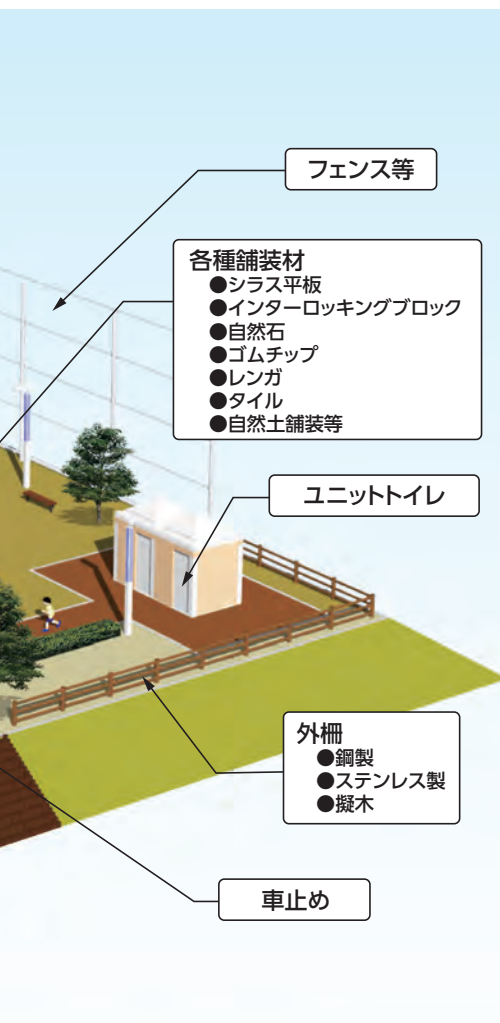 フェンス等
各種舗装材
●シラス平板
●インターロッキングブロック
●自然石
●ゴムチップ
●レンガ
●タイル
●自然土舗装等
ユニットトイレ
外柵
●鋼製
●ステンレス製
●擬木
車止め